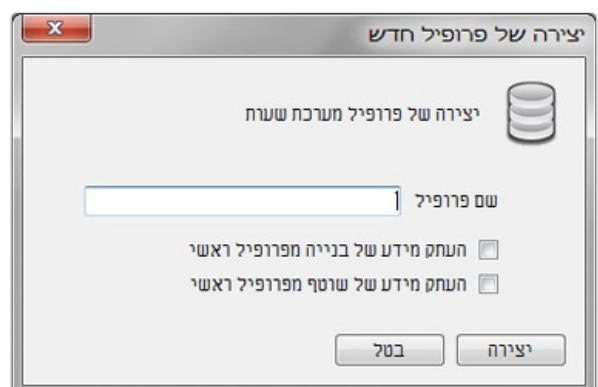 יצירה של פרופיל חדש
יצירה של פרופיל מערכת שעות
שם פרופיל
העתק מידע של בנייה מפרופיל ראשי
העתק מידע של שוטף מפרופיל ראשי
יצירה
בטל